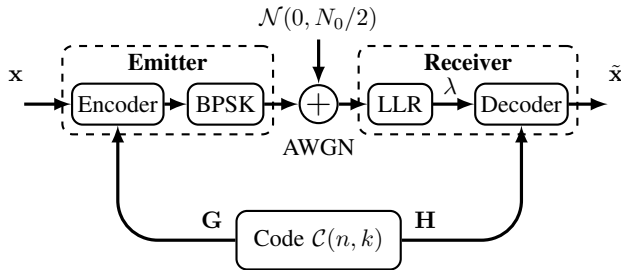 𝒩(0, N₀/2)
x
Emitter
Receiver
x̃
Encoder
BPSK
+
LLR
λ
Decoder
AWGN
G
Code 𝒞(n, k)
H